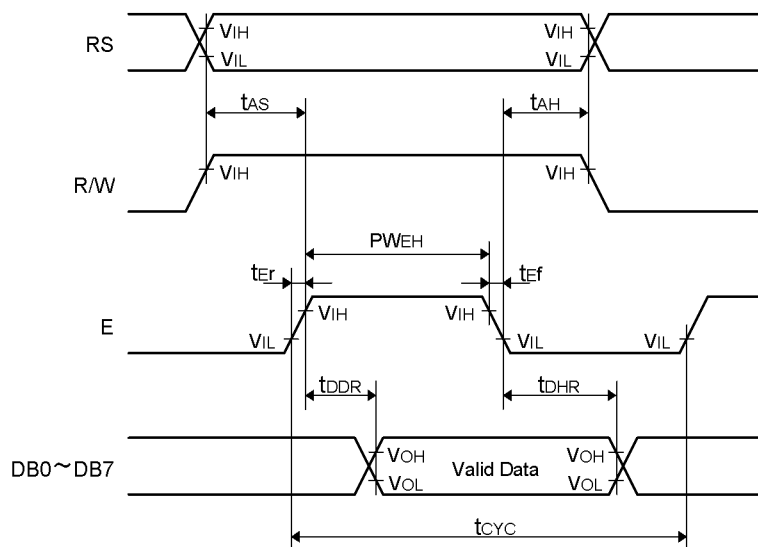 RS
VIH
VIH
VIL
VIL
tAS
tAH
R/W
VIH
VIH
PWEH
tEr
tEf
E
VIH
VIH
VIL
VIL
VIL
tDDR
tDHR
DB0～DB7
VOH
Valid Data
VOH
VOL
VOL
tCYC